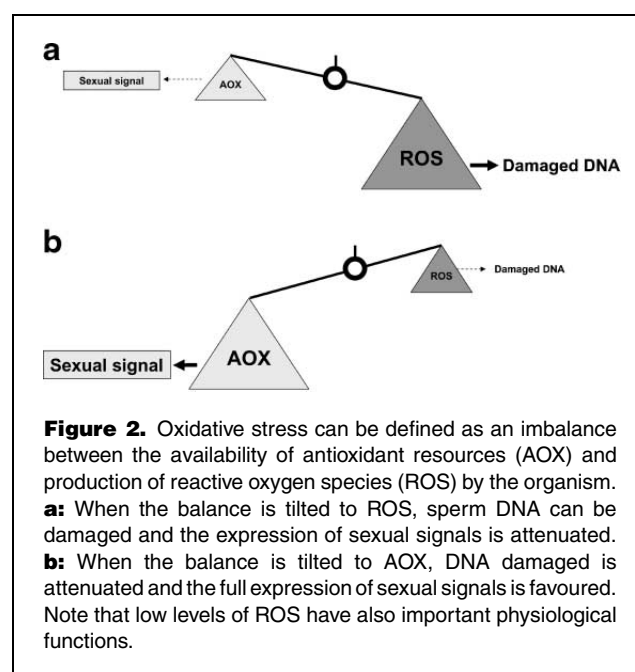 a
Sexual signal
AOX
ROS
Damaged DNA
b
ROS
Damaged DNA
Sexual signal
AOX
Figure 2. Oxidative stress can be defined as an imbalance
between the availability of antioxidant resources (AOX) and
production of reactive oxygen species (ROS) by the organism.
a: When the balance is tilted to ROS, sperm DNA can be
damaged and the expression of sexual signals is attenuated.
b: When the balance is tilted to AOX, DNA damaged is
attenuated and the full expression of sexual signals is favoured.
Note that low levels of ROS have also important physiological
functions.